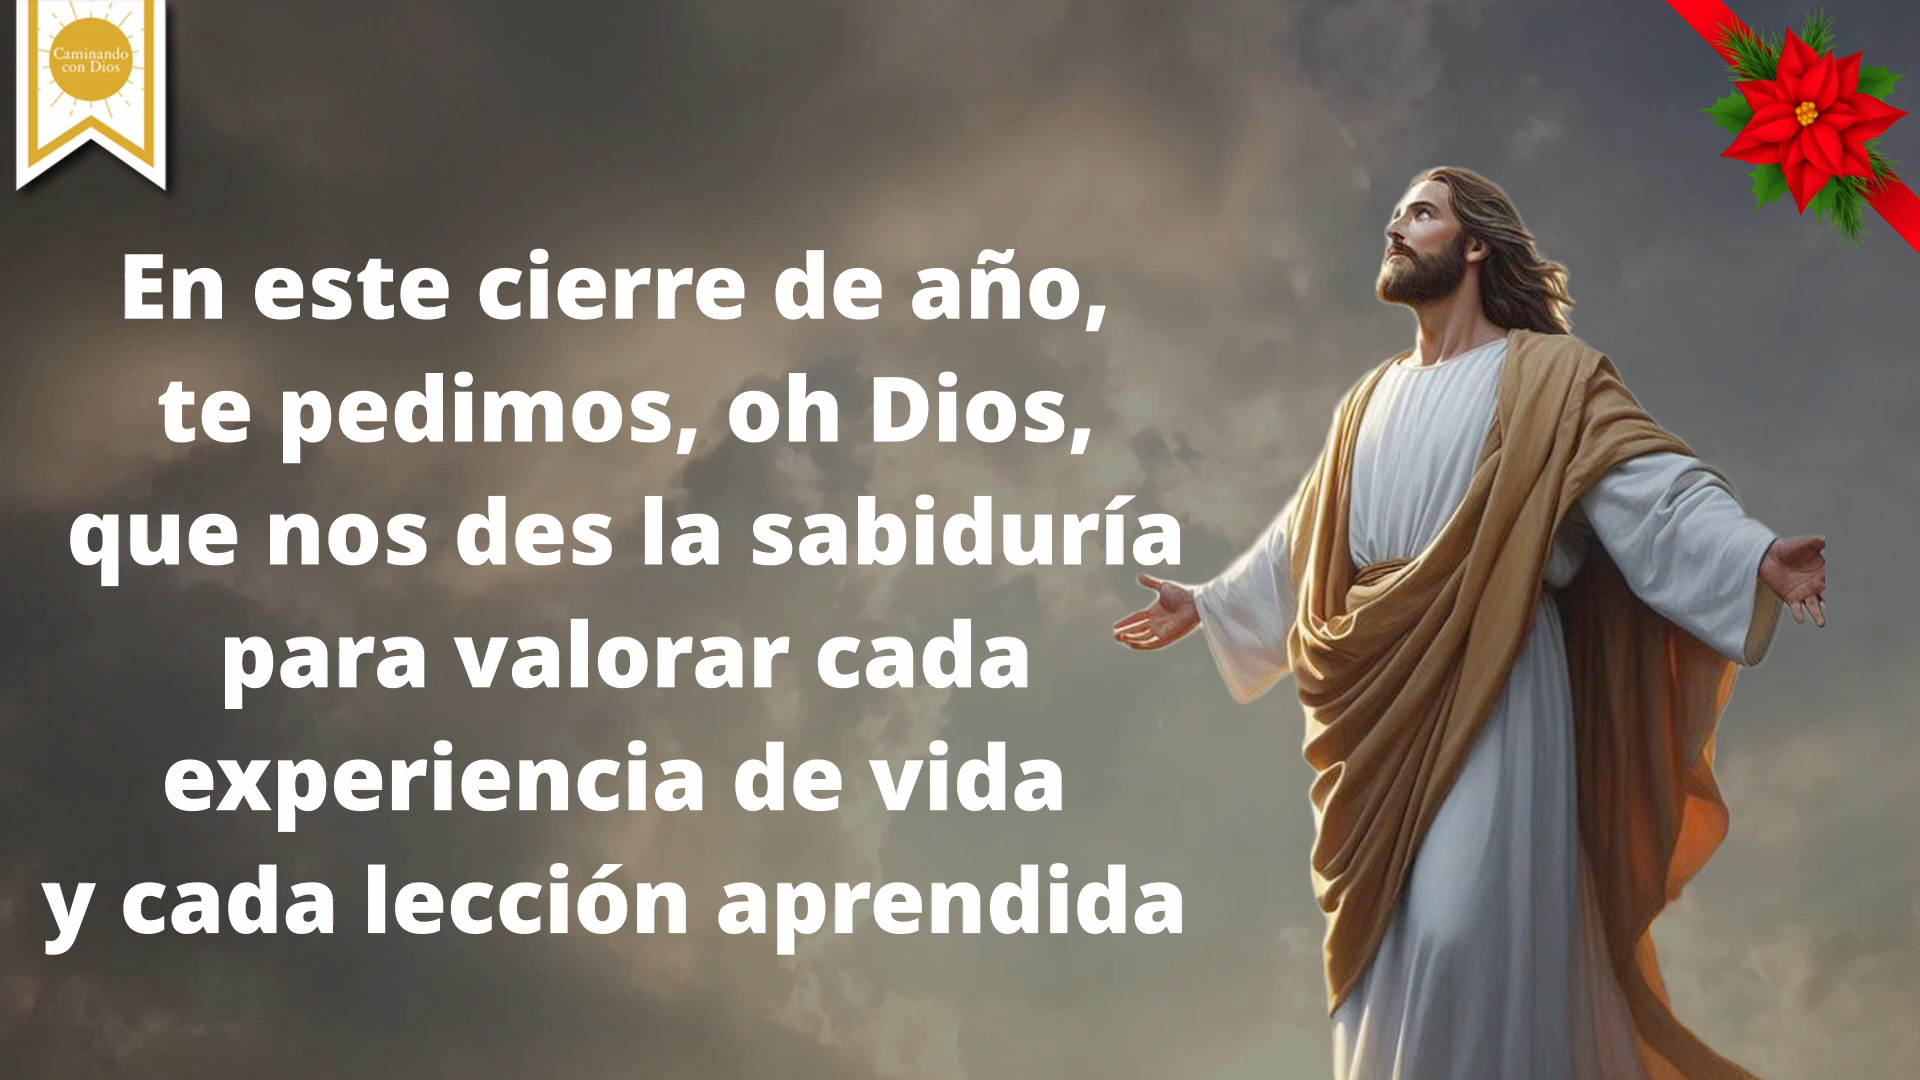 Caminando
con Dios
En este cierre de año,
te pedimos, oh Dios,
que nos des la sabiduría
para valorar cada
experiencia de vida
y cada lección aprendida